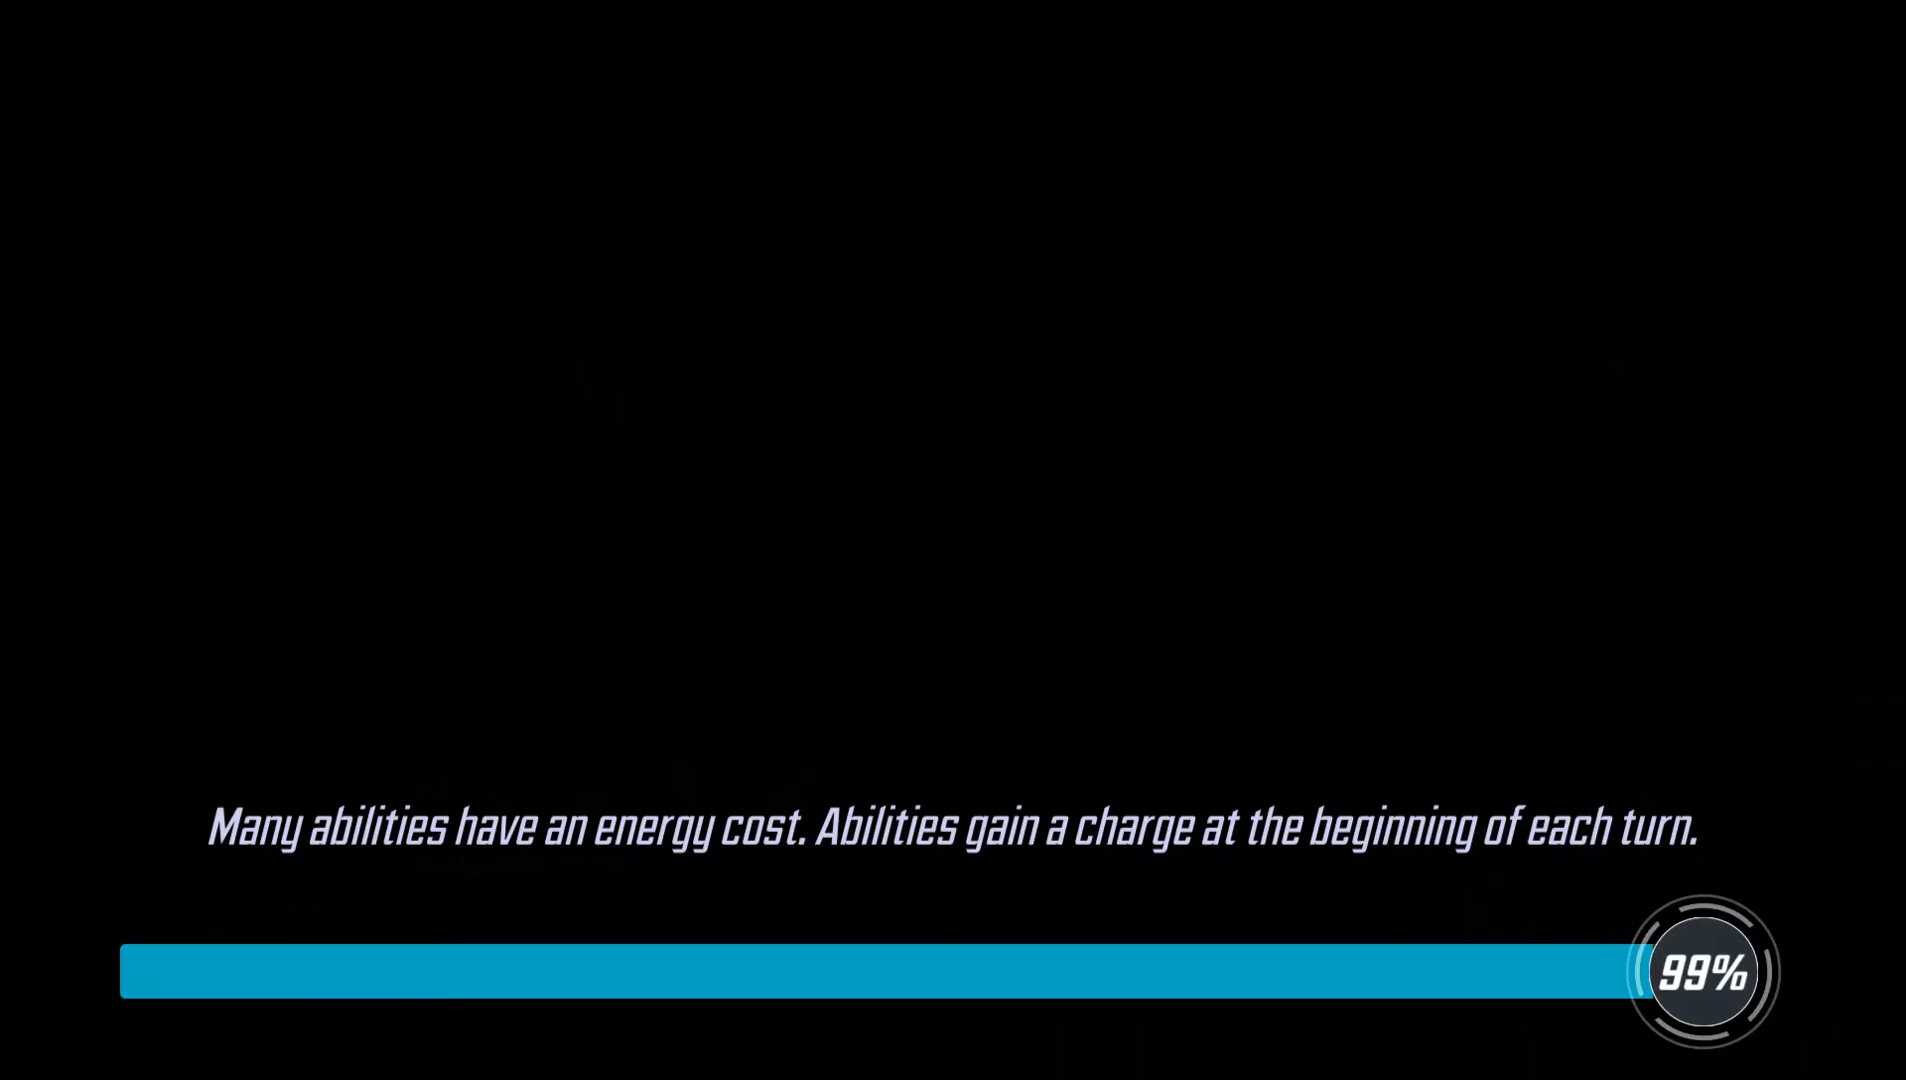 Many abilities have an energy cost. Abilities gain a charge at the beginning of each turn.
99%